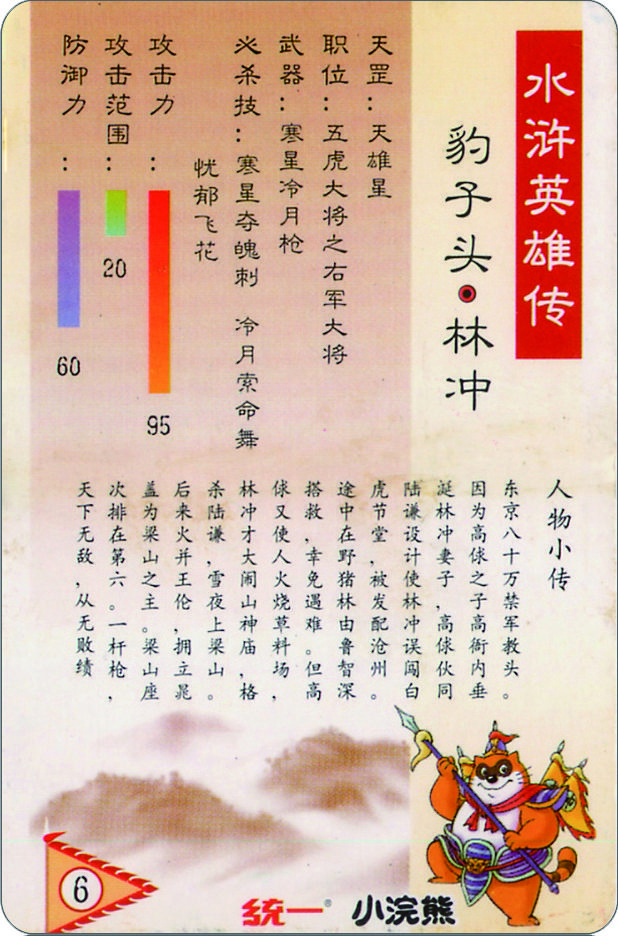 水浒英雄传
豹子头·林冲
天罡：天雄星
职位：五虎大将之右军大将
武器：寒星冷月枪
必杀技：寒星夺魄刺 冷月索命舞
忧郁飞花
攻击力：
95
攻击范围：
20
防御力：
60
人物小传
东京八十万禁军教头。
因为高俅之子高衙内垂
涎林冲妻子，高俅伙同
陆谦设计使林冲误闯白
虎节堂，被发配沧州。
途中在野猪林由鲁智深
搭救，幸免遇难。但高
俅又使人火烧草料场，
林冲才大闹山神庙，格
杀陆谦，雪夜上梁山。
后来火并王伦，拥立晁
盖为梁山之主。梁山座
次排在第六。一杆枪，
天下无敌，从无败绩
6
统一® 小浣熊